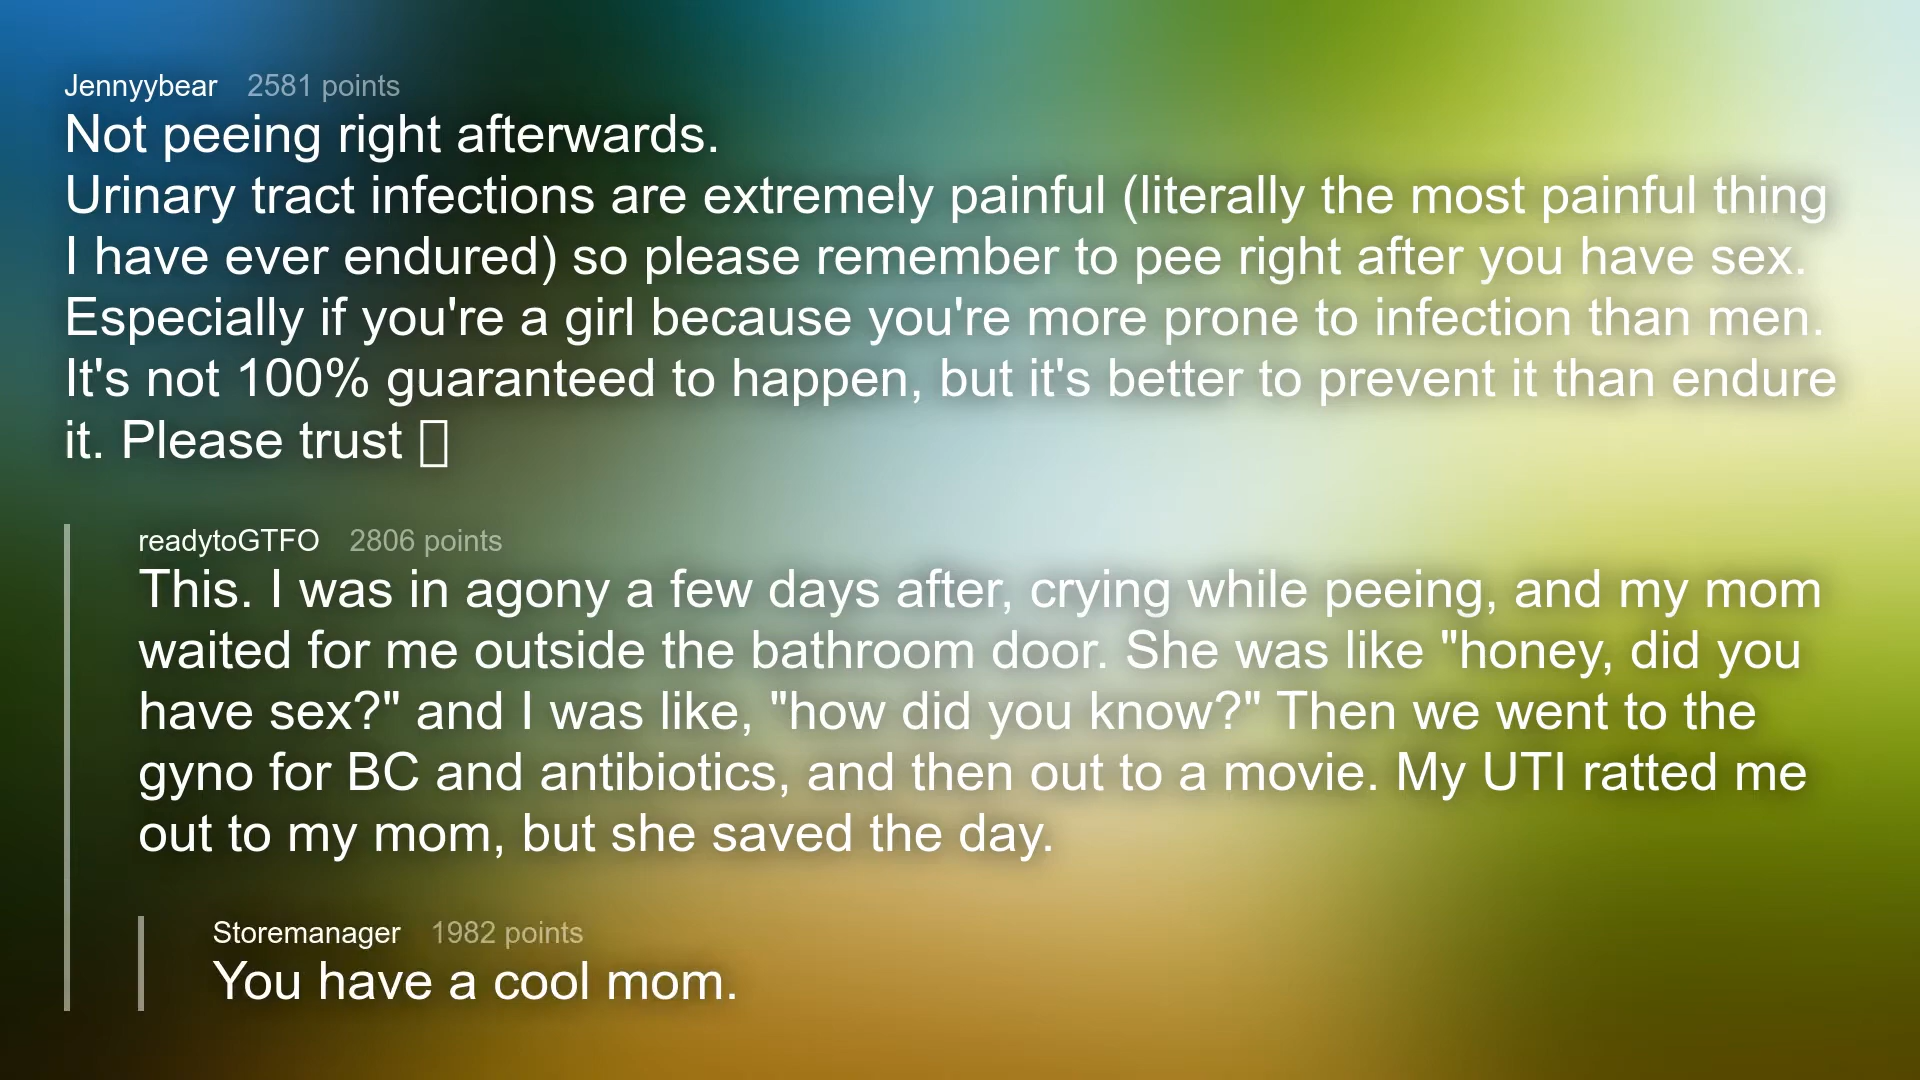 Jennyybear 2581 points
Not peeing right afterwards.
Urinary tract infections are extremely painful (literally the most painful thing
I have ever endured) so please remember to pee right after you have sex.
Especially if you're a girl because you're more prone to infection than men.
It's not 100% guaranteed to happen, but it's better to prevent it than endure
it. Please trust
readytoGTFO 2806 points
This. I was in agony a few days after, crying while peeing, and my mom
waited for me outside the bathroom door. She was like "honey, did you
have sex?" and I was like, "how did you know?" Then we went to the
gyno for BC and antibiotics, and then out to a movie. My UTI ratted me
out to my mom, but she saved the day.
Storemanager 1982 points
You have a cool mom.